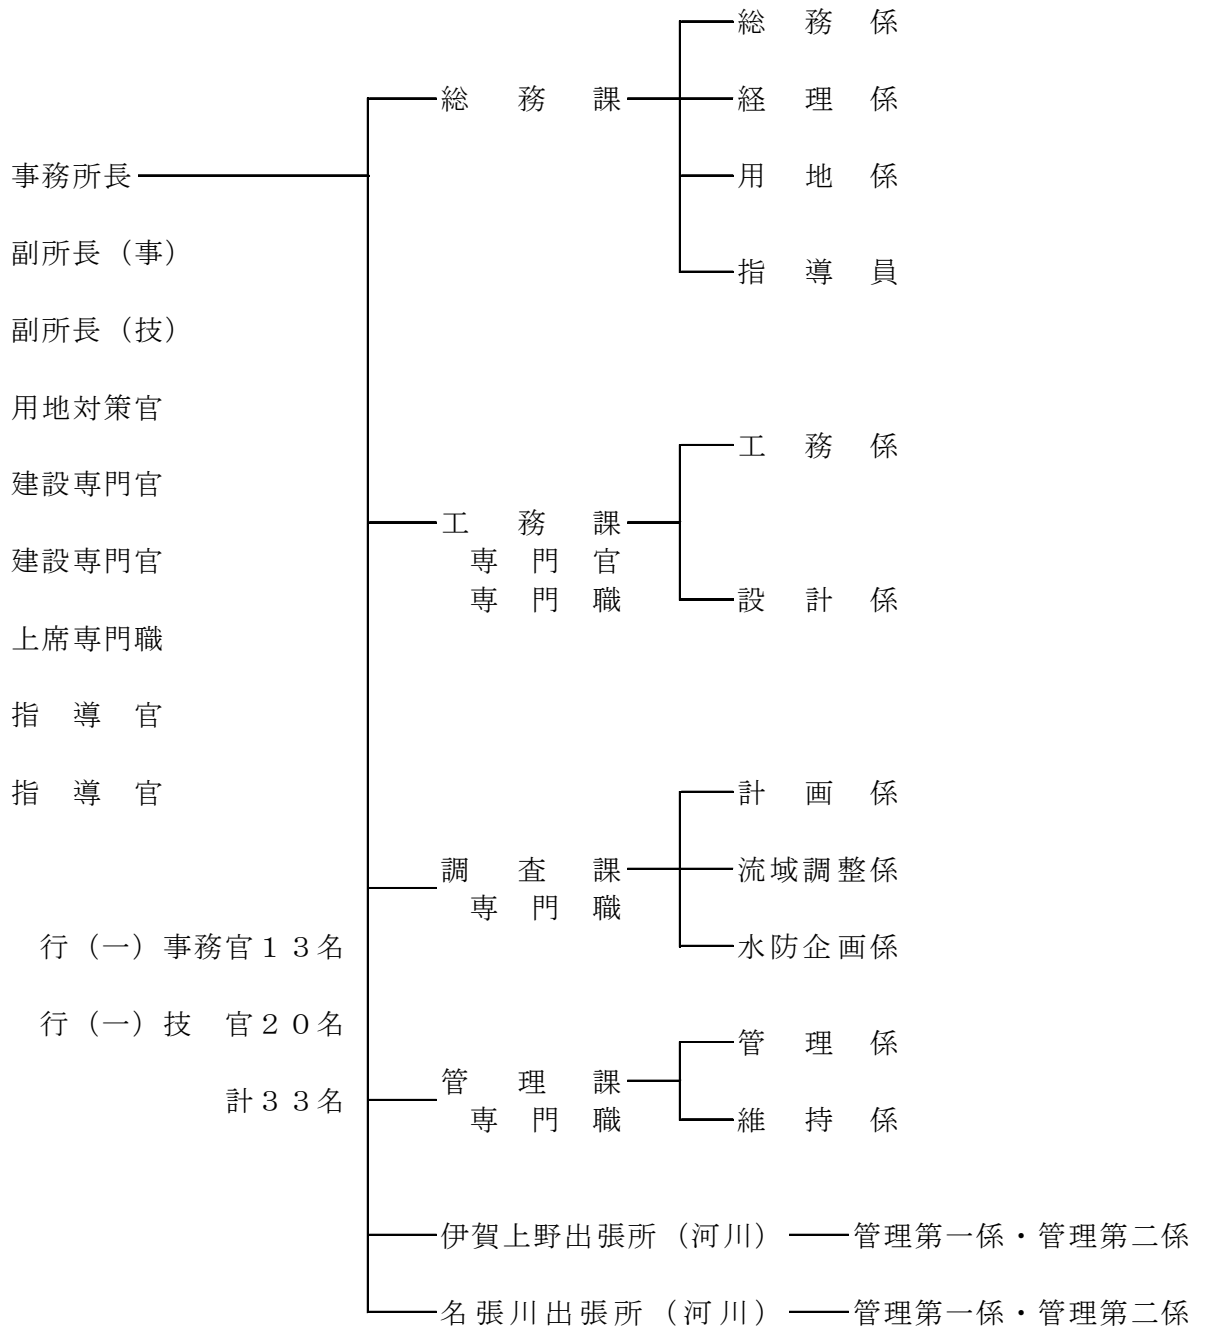 事務所長
副所長（事）
副所長（技）
用地対策官
建設専門官
建設専門官
上席専門職
指　導　官
指　導　官
行（一）事務官１３名
行（一）技　官２０名
計３３名
総　務　課
総　務　係
経　理　係
用　地　係
指　導　員
工　務　課
専　門　官
専　門　職
工　務　係
設　計　係
調　査　課
専　門　職
計　画　係
流域調整係
水防企画係
管　理　課
専　門　職
管　理　係
維　持　係
伊賀上野出張所（河川）　管理第一係・管理第二係
名張川出張所（河川）　管理第一係・管理第二係